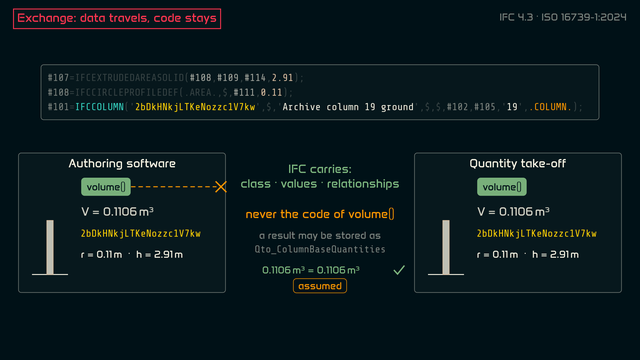 Exchange: data travels, code stays
IFC 4.3 · ISO 16739-1:2024
#107=IFCEXTRUDEDAREASOLID(#108,#109,#114,2.91);
#108=IFCCIRCLEPROFILEDEF(.AREA.,$,#111,0.11);
#101=IFCCOLUMN('2bDkHNkjLTKeNozzc1V7kw',$,'Archive column 19 ground',$,$,#102,#105,'19',.COLUMN.);
Authoring software
volume()
V = 0.1106 m³
2bDkHNkjLTKeNozzc1V7kw
r = 0.11 m · h = 2.91 m
IFC carries:
class · values · relationships
never the code of volume()
a result may be stored as
Qto_ColumnBaseQuantities
0.1106 m³ = 0.1106 m³
assumed
Quantity take-off
volume()
V = 0.1106 m³
2bDkHNkjLTKeNozzc1V7kw
r = 0.11 m · h = 2.91 m